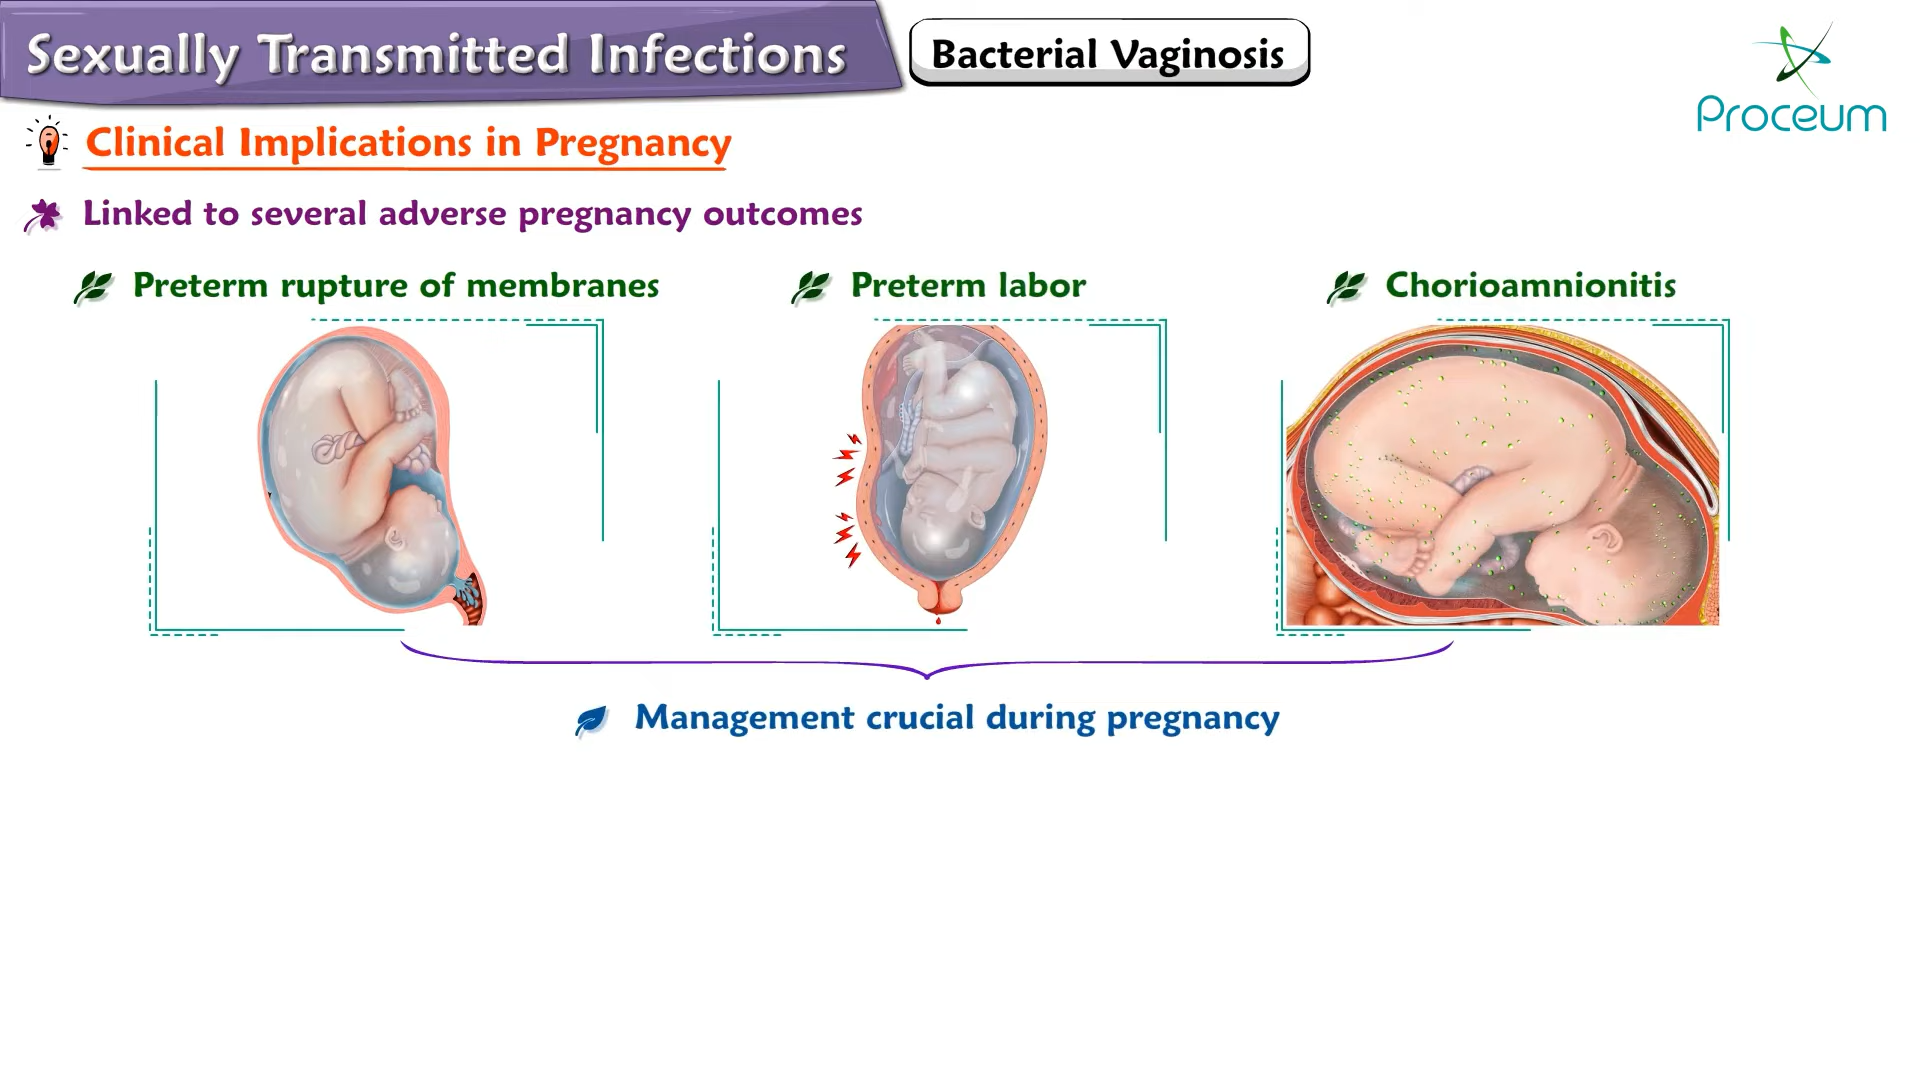 Sexually Transmitted Infections
Bacterial Vaginosis
Proceum
Clinical Implications in Pregnancy
Linked to several adverse pregnancy outcomes
Preterm rupture of membranes
Preterm labor
Chorioamnionitis
Management crucial during pregnancy